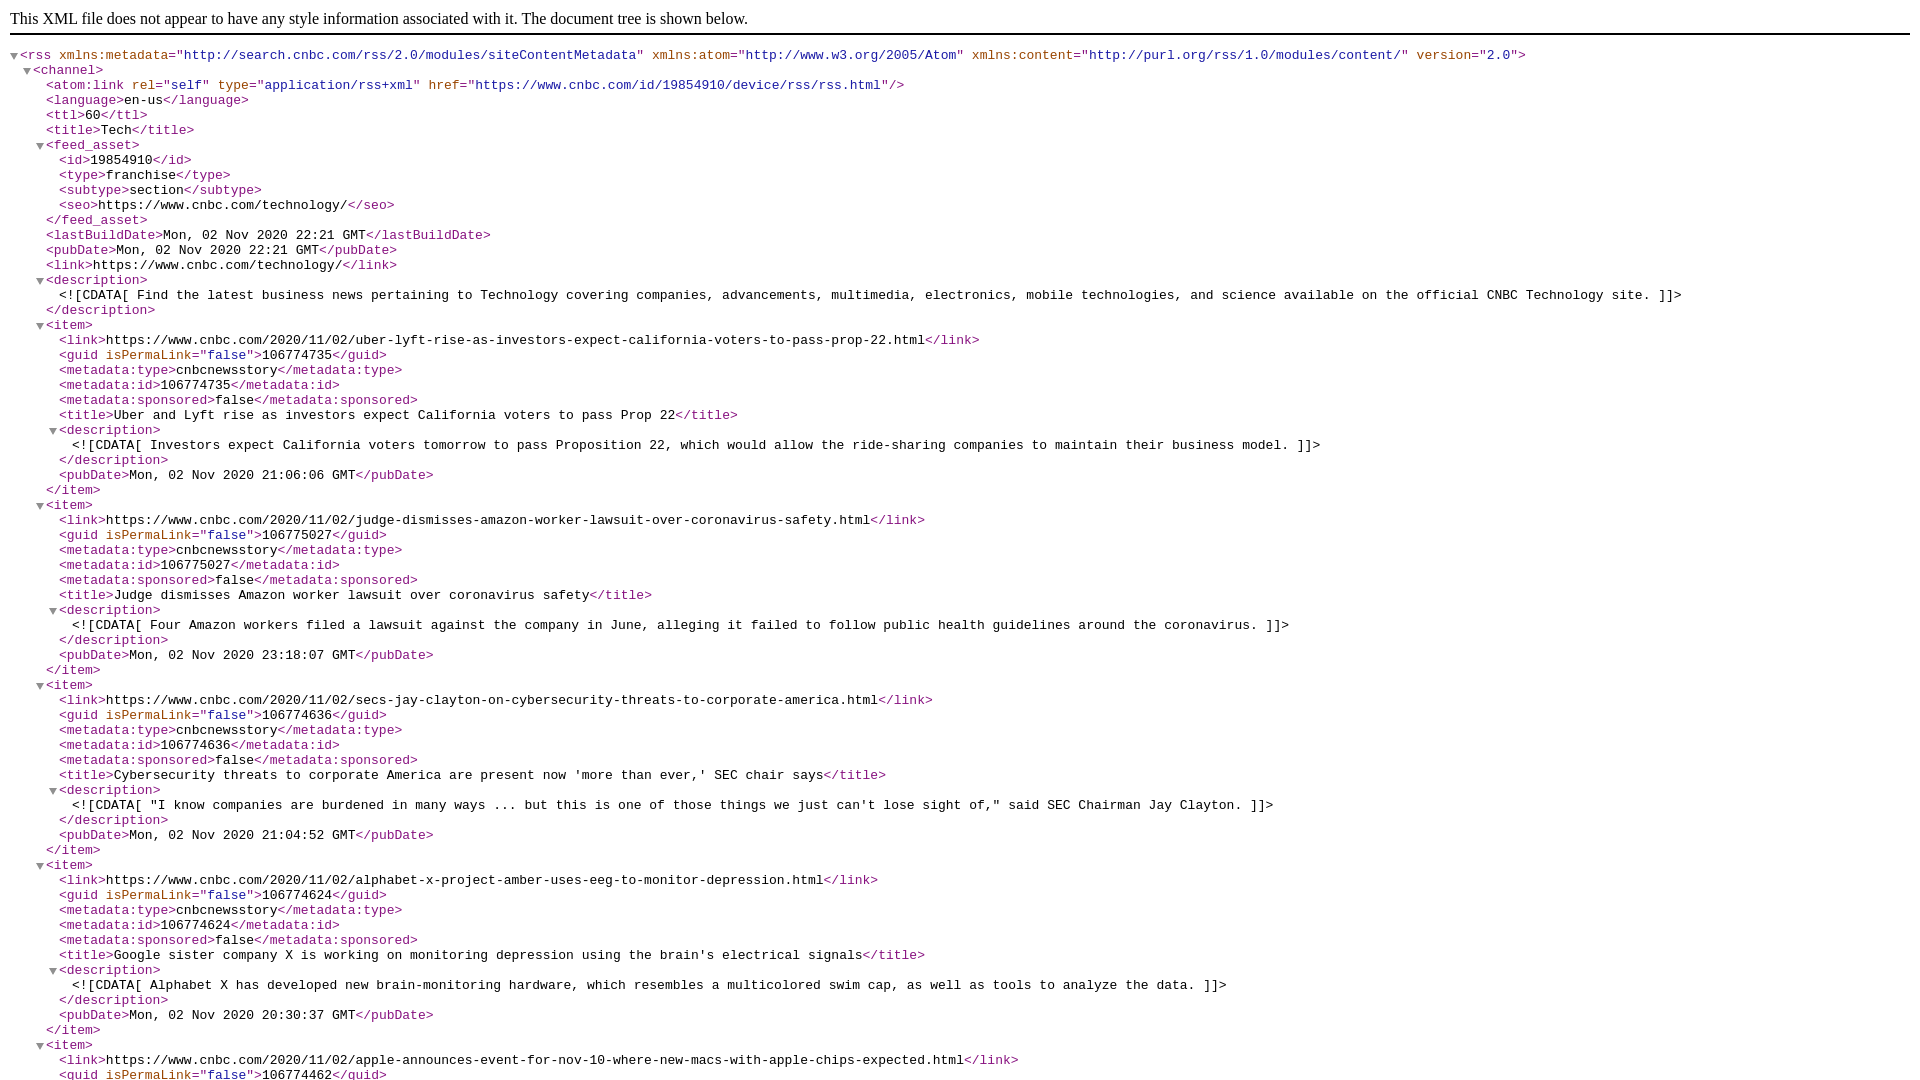 This XML file does not appear to have any style information associated with it. The document tree is shown below.
<rss xmlns:metadata="http://search.cnbc.com/rss/2.0/modules/siteContentMetadata" xmlns:atom="http://www.w3.org/2005/Atom" xmlns:content="http://purl.org/rss/1.0/modules/content/" version="2.0">
<channel>
<atom:link rel="self" type="application/rss+xml" href="https://www.cnbc.com/id/19854910/device/rss/rss.html"/>
<language>en-us</language>
<ttl>60</ttl>
<title>Tech</title>
<feed_asset>
<id>19854910</id>
<type>franchise</type>
<subtype>section</subtype>
<seo>https://www.cnbc.com/technology/</seo>
</feed_asset>
<lastBuildDate>Mon, 02 Nov 2020 22:21 GMT</lastBuildDate>
<pubDate>Mon, 02 Nov 2020 22:21 GMT</pubDate>
<link>https://www.cnbc.com/technology/</link>
<description>
<![CDATA[ Find the latest business news pertaining to Technology covering companies, advancements, multimedia, electronics, mobile technologies, and science available on the official CNBC Technology site. ]]>
</description>
<item>
<link>https://www.cnbc.com/2020/11/02/uber-lyft-rise-as-investors-expect-california-voters-to-pass-prop-22.html</link>
<guid isPermaLink="false">106774735</guid>
<metadata:type>cnbcnewsstory</metadata:type>
<metadata:id>106774735</metadata:id>
<metadata:sponsored>false</metadata:sponsored>
<title>Uber and Lyft rise as investors expect California voters to pass Prop 22</title>
<description>
<![CDATA[ Investors expect California voters tomorrow to pass Proposition 22, which would allow the ride-sharing companies to maintain their business model. ]]>
</description>
<pubDate>Mon, 02 Nov 2020 21:06:06 GMT</pubDate>
</item>
<item>
<link>https://www.cnbc.com/2020/11/02/judge-dismisses-amazon-worker-lawsuit-over-coronavirus-safety.html</link>
<guid isPermaLink="false">106775027</guid>
<metadata:type>cnbcnewsstory</metadata:type>
<metadata:id>106775027</metadata:id>
<metadata:sponsored>false</metadata:sponsored>
<title>Judge dismisses Amazon worker lawsuit over coronavirus safety</title>
<description>
<![CDATA[ Four Amazon workers filed a lawsuit against the company in June, alleging it failed to follow public health guidelines around the coronavirus. ]]>
</description>
<pubDate>Mon, 02 Nov 2020 23:18:07 GMT</pubDate>
</item>
<item>
<link>https://www.cnbc.com/2020/11/02/secs-jay-clayton-on-cybersecurity-threats-to-corporate-america.html</link>
<guid isPermaLink="false">106774636</guid>
<metadata:type>cnbcnewsstory</metadata:type>
<metadata:id>106774636</metadata:id>
<metadata:sponsored>false</metadata:sponsored>
<title>Cybersecurity threats to corporate America are present now 'more than ever,' SEC chair says</title>
<description>
<![CDATA[ "I know companies are burdened in many ways ... but this is one of those things we just can't lose sight of," said SEC Chairman Jay Clayton. ]]>
</description>
<pubDate>Mon, 02 Nov 2020 21:04:52 GMT</pubDate>
</item>
<item>
<link>https://www.cnbc.com/2020/11/02/alphabet-x-project-amber-uses-eeg-to-monitor-depression.html</link>
<guid isPermaLink="false">106774624</guid>
<metadata:type>cnbcnewsstory</metadata:type>
<metadata:id>106774624</metadata:id>
<metadata:sponsored>false</metadata:sponsored>
<title>Google sister company X is working on monitoring depression using the brain's electrical signals</title>
<description>
<![CDATA[ Alphabet X has developed new brain-monitoring hardware, which resembles a multicolored swim cap, as well as tools to analyze the data. ]]>
</description>
<pubDate>Mon, 02 Nov 2020 20:30:37 GMT</pubDate>
</item>
<item>
<link>https://www.cnbc.com/2020/11/02/apple-announces-event-for-nov-10-where-new-macs-with-apple-chips-expected.html</link>
<guid isPermaLink="false">106774462</guid>